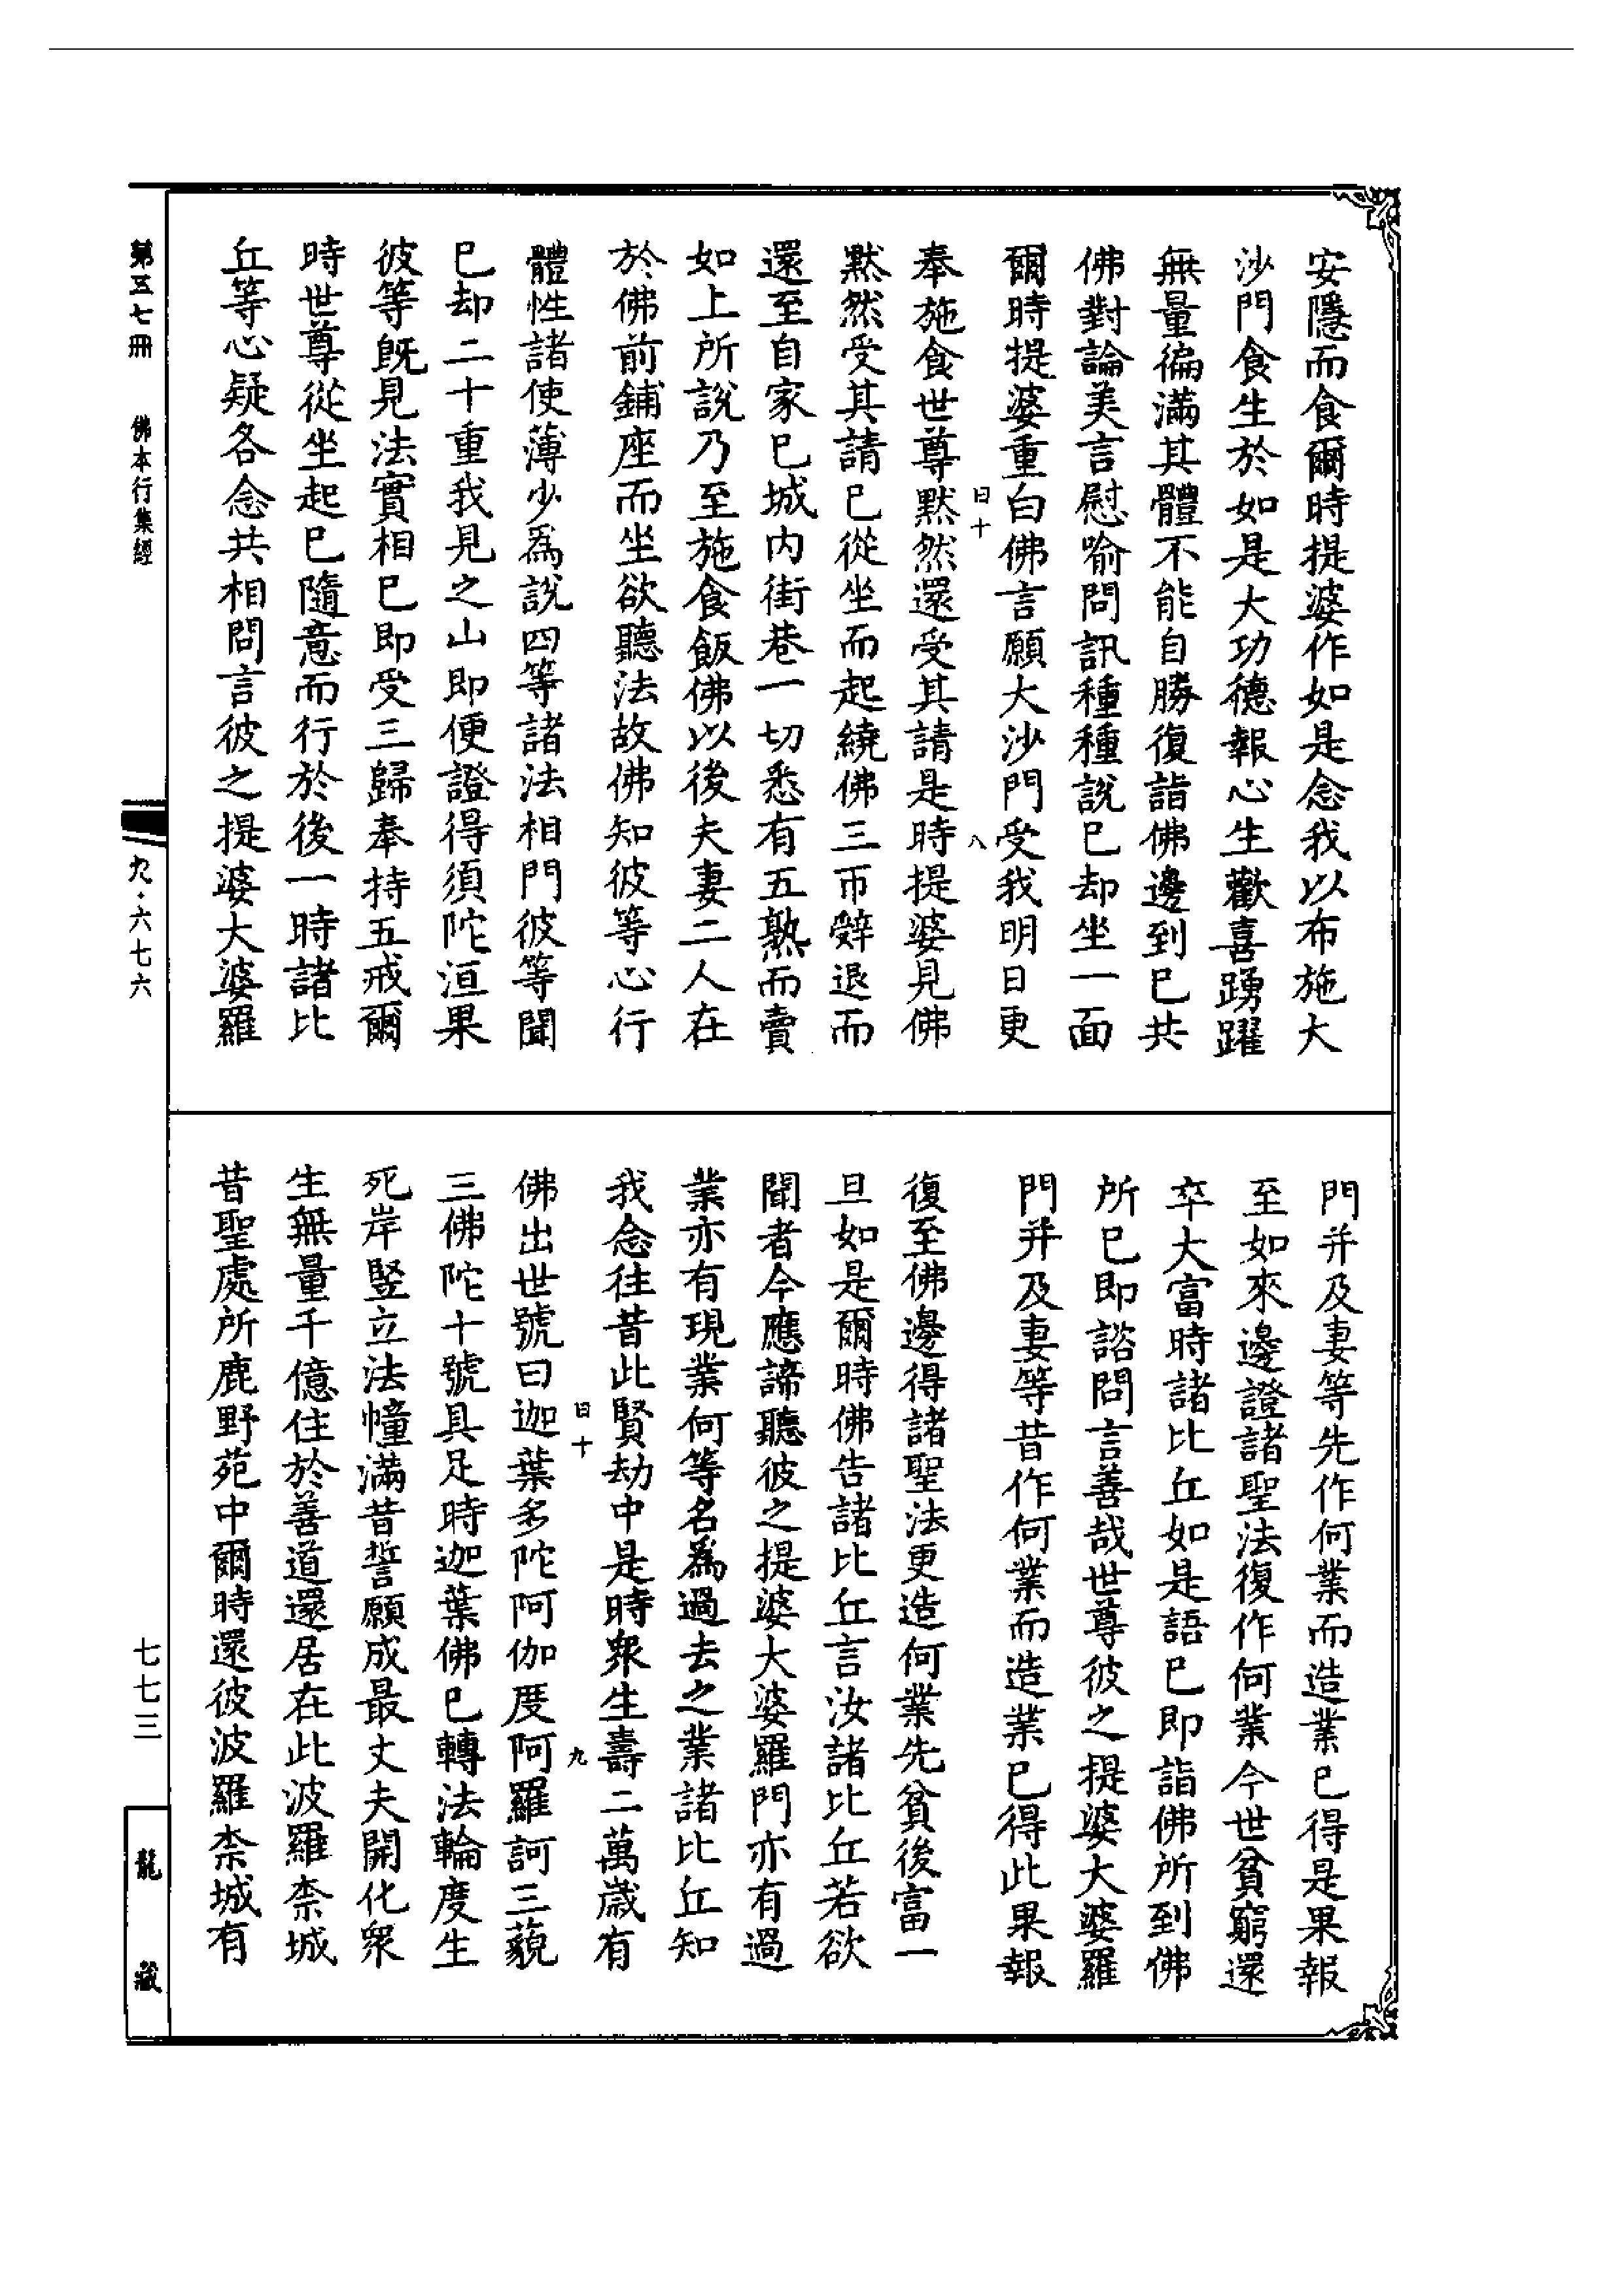 安隱而食爾時提婆作如是念我以布施大
沙門食生於如是大功德報心生歡喜踴躍
無量徧滿其體不能自勝復詣佛邊到已共
佛對論美言慰喻問訊種種說已却坐一面
爾時提婆重白佛言願大沙門受我明日更
曰十 八
奉施食世尊默然還受其請是時提婆見佛
默然受其請已從坐而起繞佛三帀辭退而
還至自家已城内街巷一切悉有五熟而賣
如上所說乃至施食飯佛以後夫妻二人在
於佛前鋪座而坐欲聽法故佛知彼等心行
體性諸使薄少爲說四等諸法相門彼等聞
已却二十重我見之山即便證得須陀洹果
彼等旣見法實相已即受三歸奉持五戒爾
時世尊從坐起已隨意而行於後一時諸比
丘等心疑各念共相問言彼之提婆大婆羅
門并及妻等先作何業而造業已得是果報
至如來邊證諸聖法復作何業今世貧窮還
卒大富時諸比丘如是語已即詣佛所到佛
所已即諮問言善哉世尊彼之提婆大婆羅
門并及妻等昔作何業而造業已得此果報
復至佛邊得諸聖法更造何業先貧後富一
旦如是爾時佛告諸比丘言汝諸比丘若欲
聞者今應諦聽彼之提婆大婆羅門亦有過
業亦有現業何等名爲過去之業諸比丘知
我念往昔此賢劫中是時衆生壽二萬歲有
曰十 九
佛出世號曰迦葉多陀阿伽度阿羅訶三藐
三佛陀十號具足時迦葉佛已轉法輪度生
死岸豎立法幢滿昔誓願成最丈夫開化衆
生無量千億住於善道還居在此波羅柰城
昔聖處所鹿野苑中爾時還彼波羅柰城有
第五七冊 佛本行集經
九·六七六
七七三
龍藏